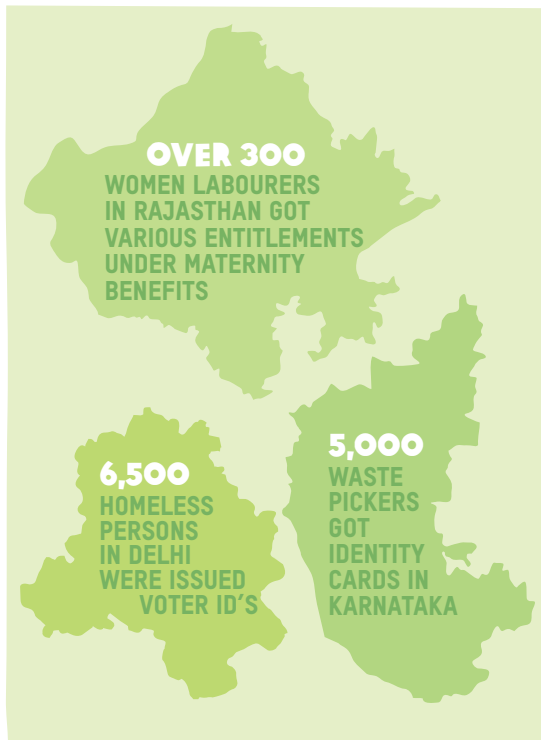 OVER 300
WOMEN LABOURERS
IN RAJASTHAN GOT
VARIOUS ENTITLEMENTS
UNDER MATERNITY
BENEFITS
6,500
HOMELESS
PERSONS
IN DELHI
WERE ISSUED
VOTER ID'S
5,000
WASTE
PICKERS
GOT
IDENTITY
CARDS IN
KARNATAKA